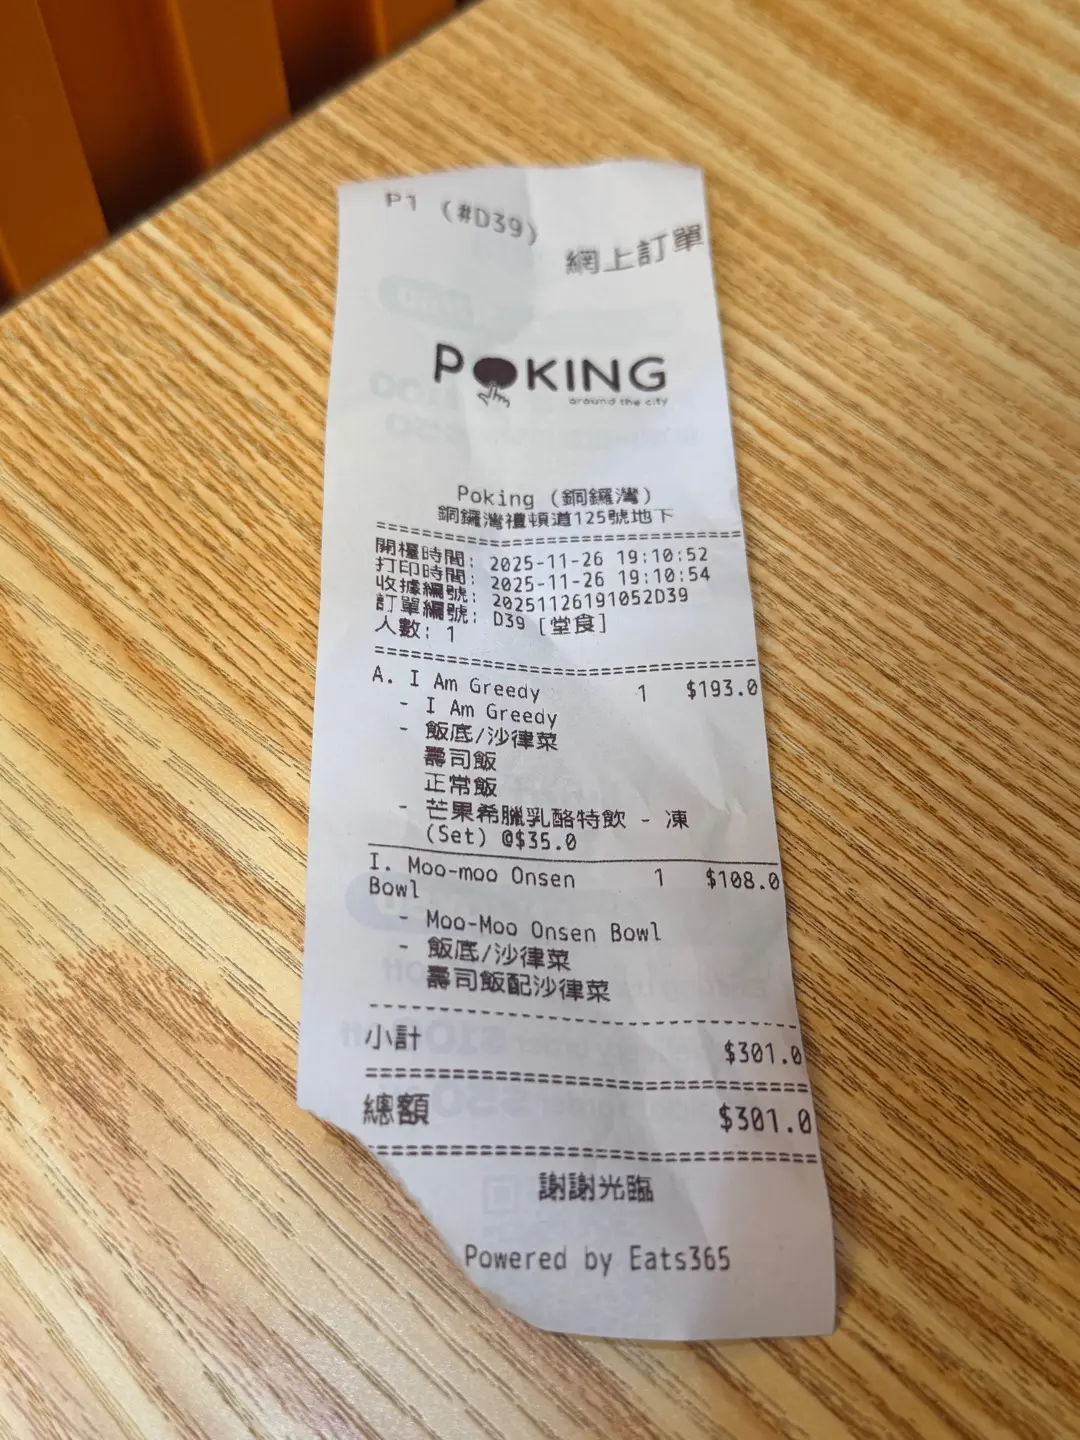 P1 (#D39)
網上訂單
POKING
around the city
Poking (銅鑼灣)
銅鑼灣禮頓道125號地下
開檯時間: 2025-11-26 19:10:52
打印時間: 2025-11-26 19:10:54
收據編號: 20251126191052D39
訂單編號: D39 [堂食]
人數: 1
A. I Am Greedy 1 $193.0
- I Am Greedy
- 飯底/沙律菜
壽司飯
正常飯
- 芒果希臘乳酪特飲 - 凍
(Set) @$35.0
I. Moo-moo Onsen 1 $108.0
Bowl
- Moo-Moo Onsen Bowl
- 飯底/沙律菜
壽司飯配沙律菜
小計 $301.0
總額 $301.0
謝謝光臨
Powered by Eats365